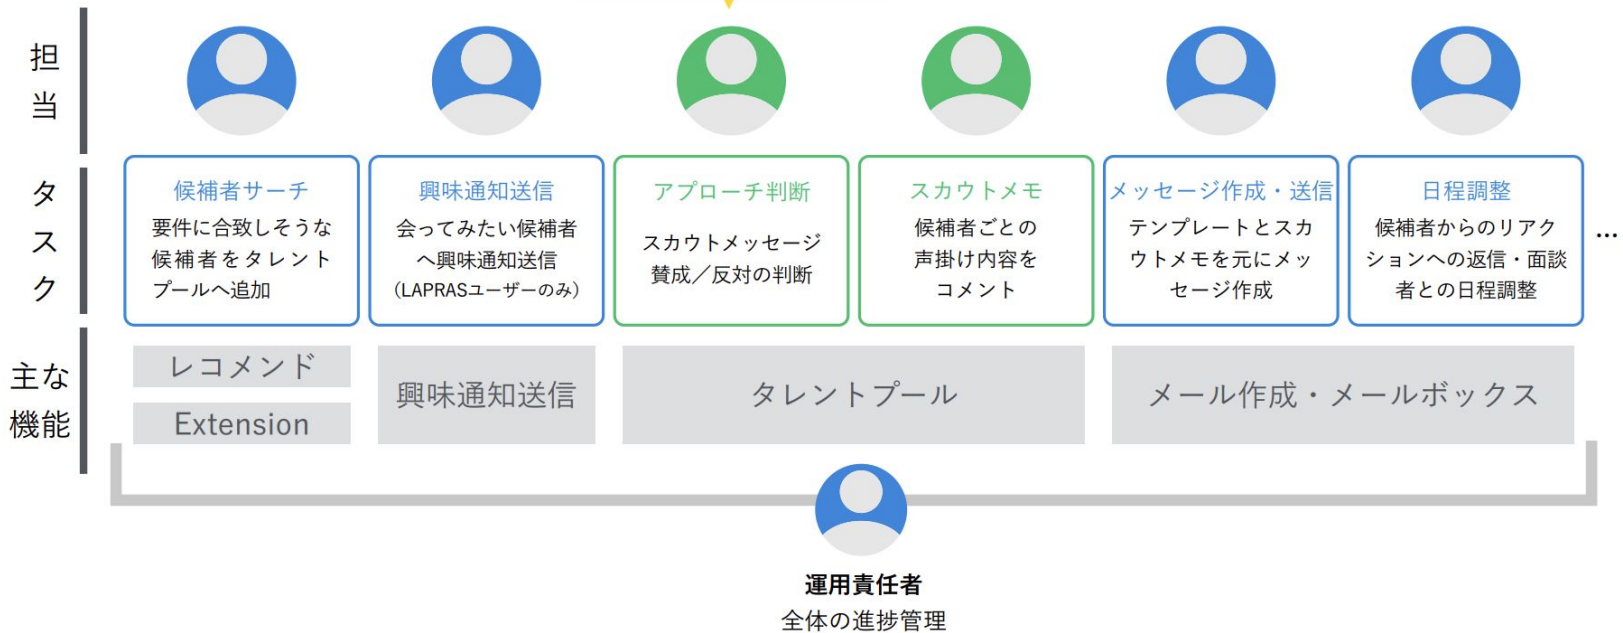 担
当
タ
ス
ク
候補者サーチ
要件に合致しそうな
候補者をタレント
プールへ追加
興味通知送信
会ってみたい候補者
へ興味通知送信
（LAPRASユーザーのみ）
アプローチ判断
スカウトメッセージ
賛成／反対の判断
スカウトメモ
候補者ごとの
声掛け内容を
コメント
メッセージ作成・送信
テンプレートとスカ
ウトメモを元にメッ
セージ作成
日程調整
候補者からのリアク
ションへの返信・面談
者との日程調整
...
主な
機能
レコメンド
Extension
興味通知送信
タレントプール
メール作成・メールボックス
運用責任者
全体の進捗管理